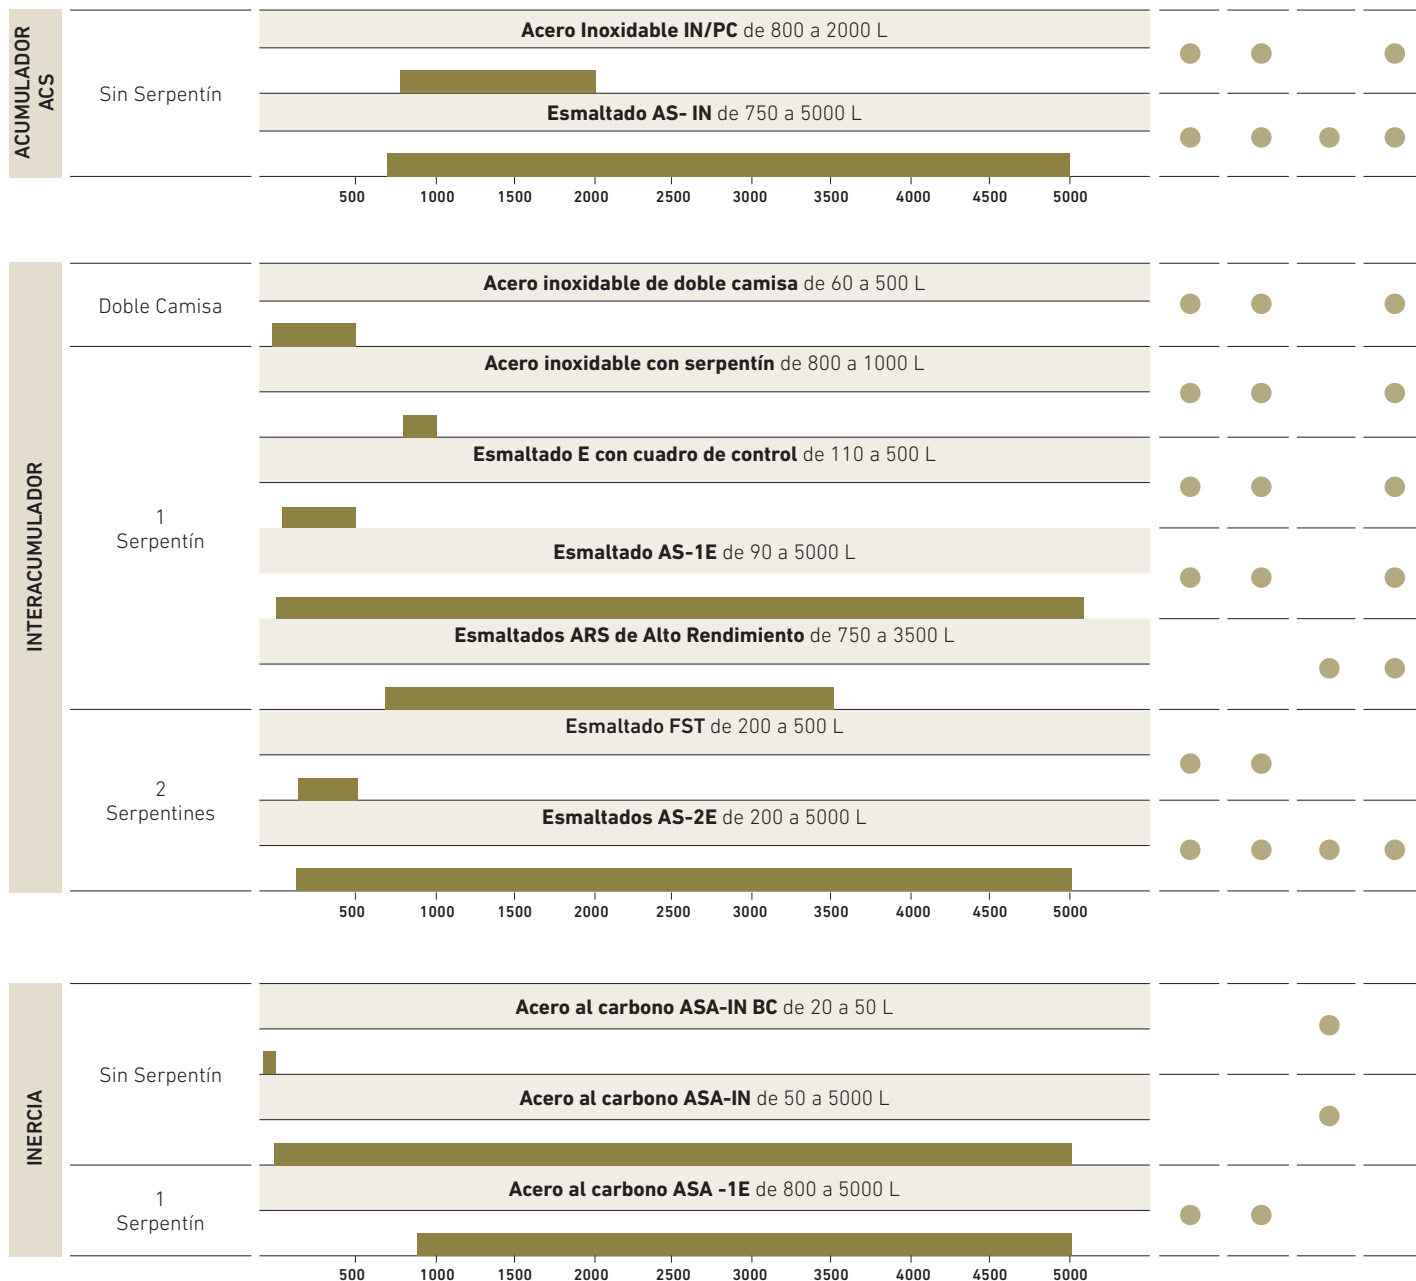 ACUMULADOR
ACS
Sin Serpentín
Acero Inoxidable IN/PC de 800 a 2000 L
Esmaltado AS- IN de 750 a 5000 L
500 1000 1500 2000 2500 3000 3500 4000 4500 5000
INTERACUMULADOR
Doble Camisa
Acero inoxidable de doble camisa de 60 a 500 L
1
Serpentín
Acero inoxidable con serpentín de 800 a 1000 L
Esmaltado E con cuadro de control de 110 a 500 L
Esmaltado AS-1E de 90 a 5000 L
Esmaltados ARS de Alto Rendimiento de 750 a 3500 L
2
Serpentines
Esmaltado FST de 200 a 500 L
Esmaltados AS-2E de 200 a 5000 L
500 1000 1500 2000 2500 3000 3500 4000 4500 5000
INERCIA
Sin Serpentín
Acero al carbono ASA-IN BC de 20 a 50 L
Acero al carbono ASA-IN de 50 a 5000 L
1
Serpentín
Acero al carbono ASA -1E de 800 a 5000 L
500 1000 1500 2000 2500 3000 3500 4000 4500 5000